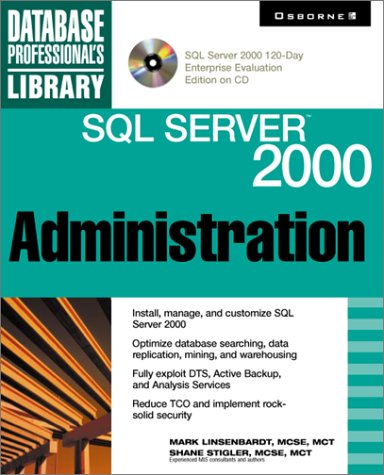 DATABASE
PROFESSIONAL'S
LIBRARY
OSBORNE
SQL Server 2000 120-Day
Enterprise Evaluation
Edition on CD
SQL SERVER™
2000
Administration
Install, manage, and customize SQL
Server 2000
Optimize database searching, data
replication, mining, and warehousing
Fully exploit DTS, Active Backup,
and Analysis Services
Reduce TCO and implement rock-
solid security
MARK LINSENBARDT, MCSE, MCT
SHANE STIGLER, MCSE, MCT
Experienced MIS consultants and authors